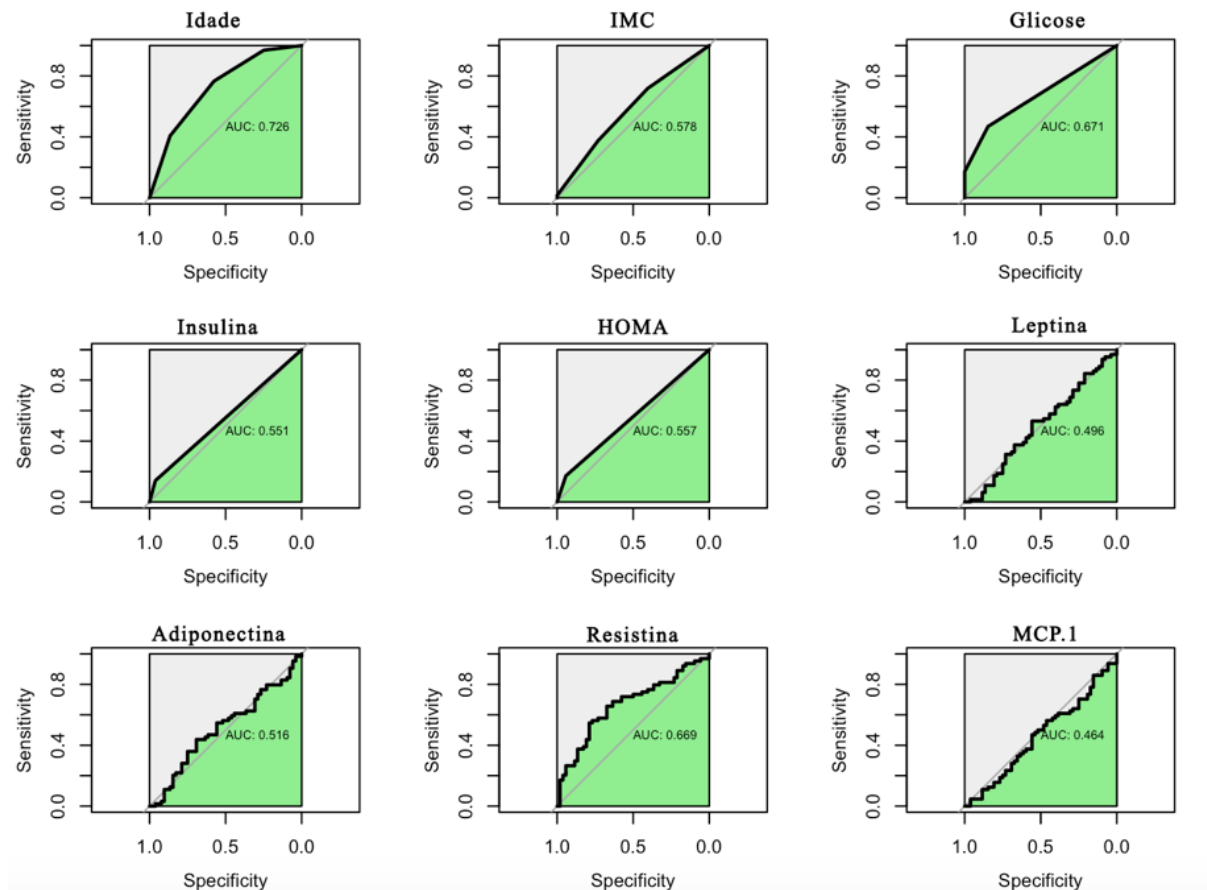 Idade
Sensitivity
0.0 0.4 0.8
AUC: 0.726
1.0 0.5 0.0
Specificity
IMC
Sensitivity
0.0 0.4 0.8
AUC: 0.578
1.0 0.5 0.0
Specificity
Glicose
Sensitivity
0.0 0.4 0.8
AUC: 0.671
1.0 0.5 0.0
Specificity
Insulina
Sensitivity
0.0 0.4 0.8
AUC: 0.551
1.0 0.5 0.0
Specificity
HOMA
Sensitivity
0.0 0.4 0.8
AUC: 0.557
1.0 0.5 0.0
Specificity
Leptina
Sensitivity
0.0 0.4 0.8
AUC: 0.496
1.0 0.5 0.0
Specificity
Adiponectina
Sensitivity
0.0 0.4 0.8
AUC: 0.516
1.0 0.5 0.0
Specificity
Resistina
Sensitivity
0.0 0.4 0.8
AUC: 0.669
1.0 0.5 0.0
Specificity
MCP.1
Sensitivity
0.0 0.4 0.8
AUC: 0.464
1.0 0.5 0.0
Specificity